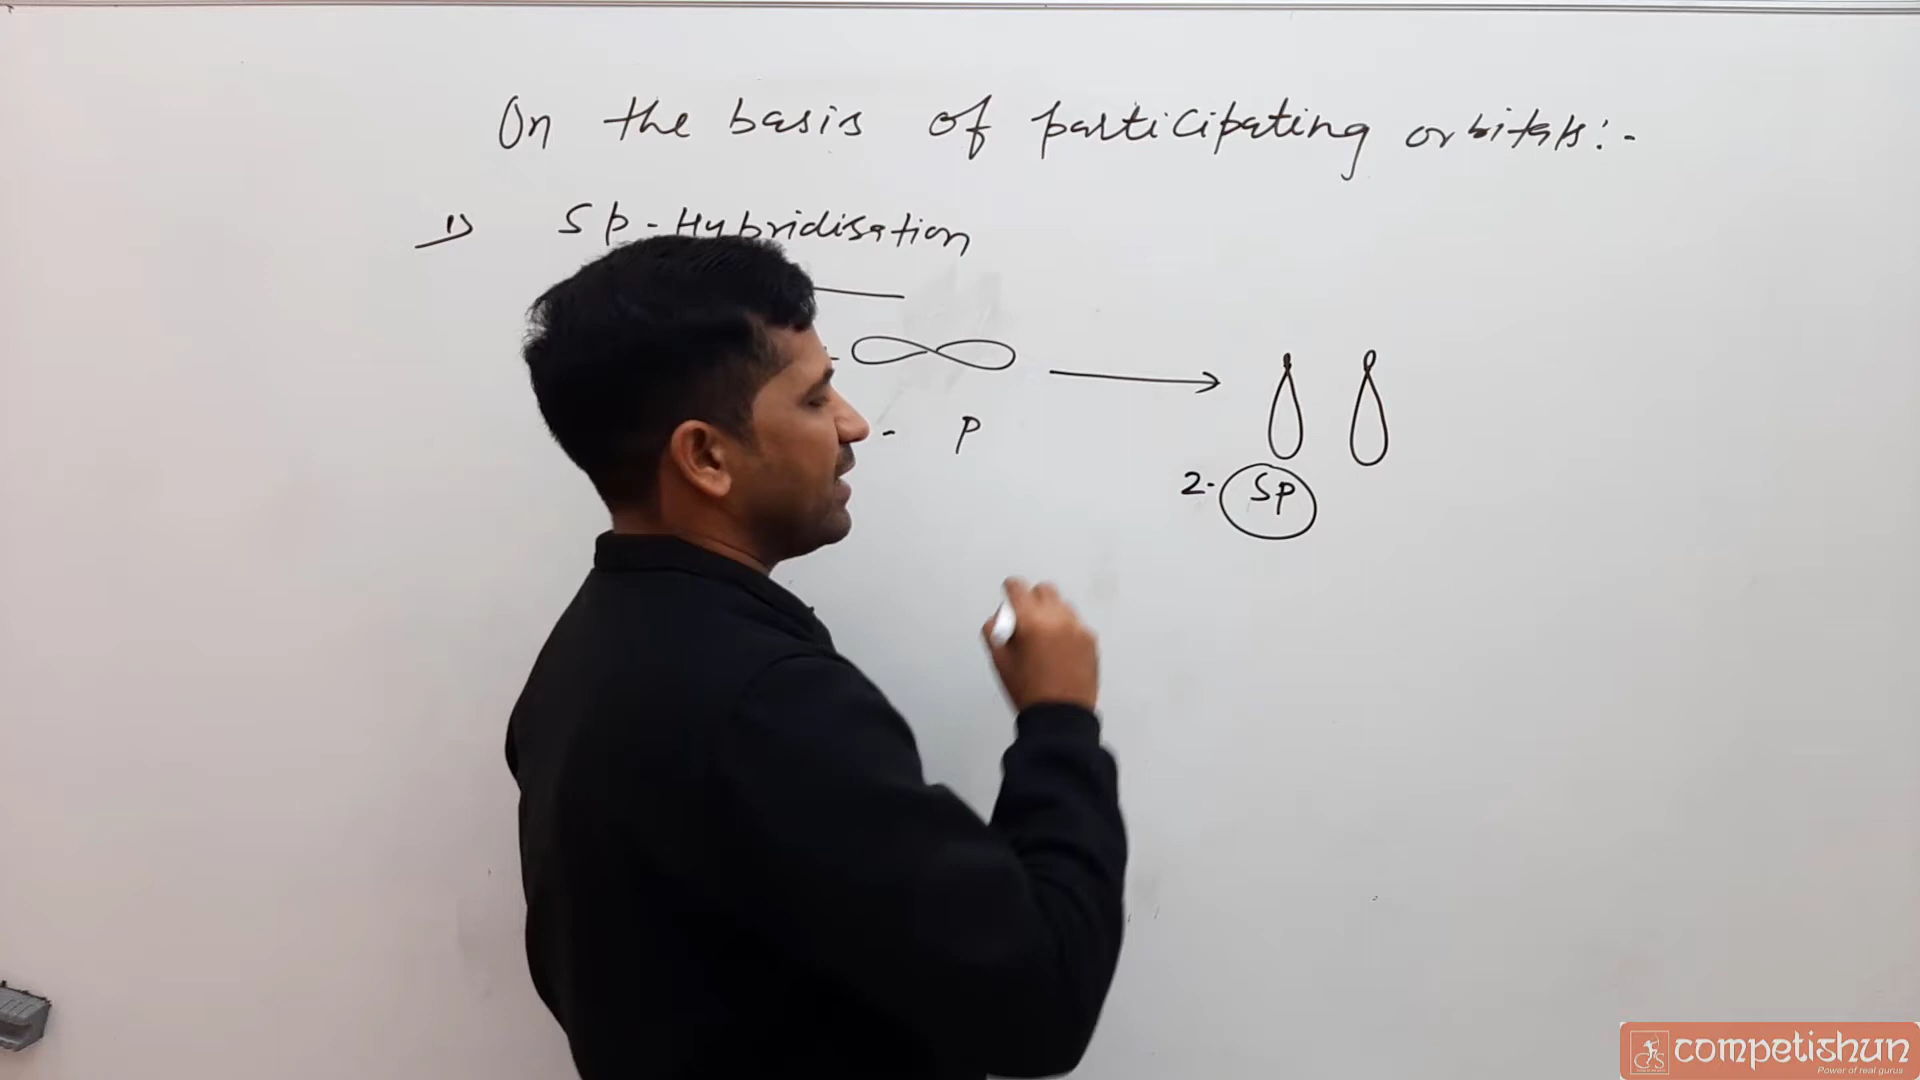 On the basis of participating orbitals:-
1) Sp-Hybridisation
- P
2. SP
competishun
Power of real gurus